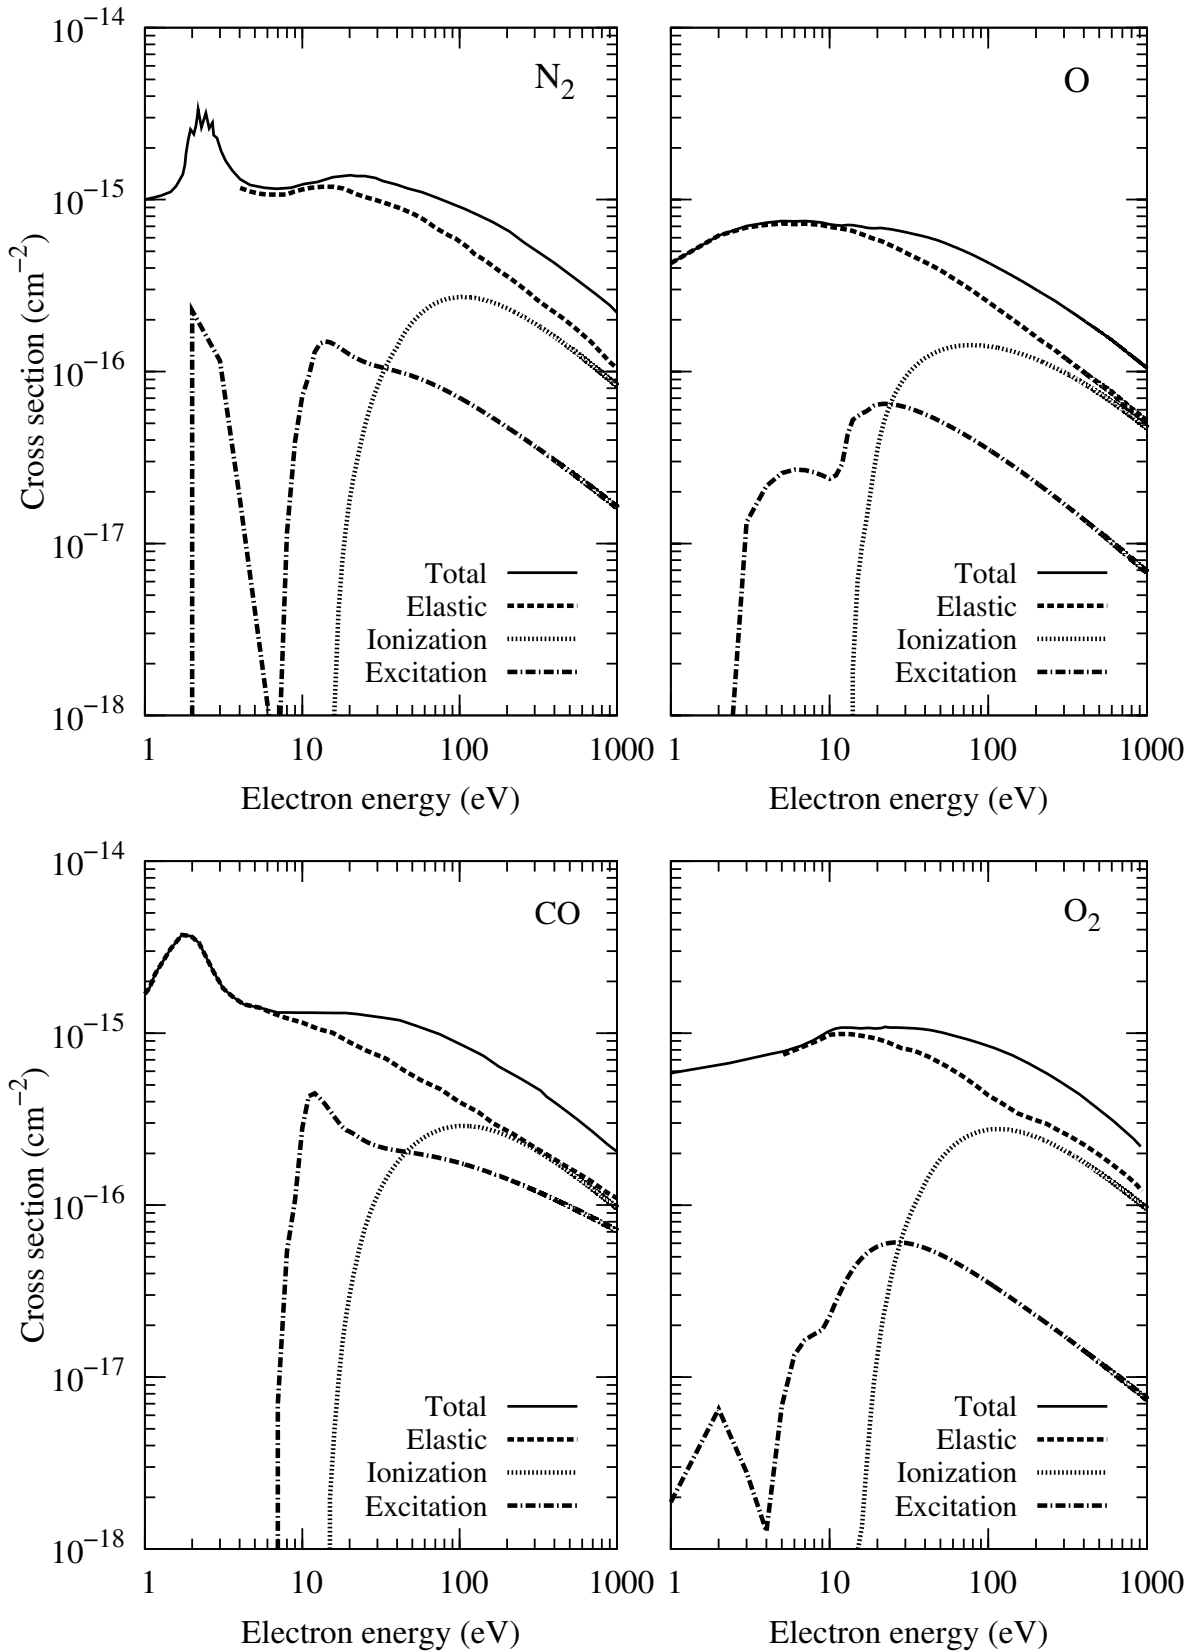 N2
10−14
10−15
10−16
10−17
10−18
Cross section (cm−2)
Total
Elastic
Ionization
Excitation
1
10
100
1000
Electron energy (eV)
O
Total
Elastic
Ionization
Excitation
1
10
100
1000
Electron energy (eV)
CO
10−14
10−15
10−16
10−17
10−18
Cross section (cm−2)
Total
Elastic
Ionization
Excitation
1
10
100
1000
Electron energy (eV)
O2
Total
Elastic
Ionization
Excitation
1
10
100
1000
Electron energy (eV)